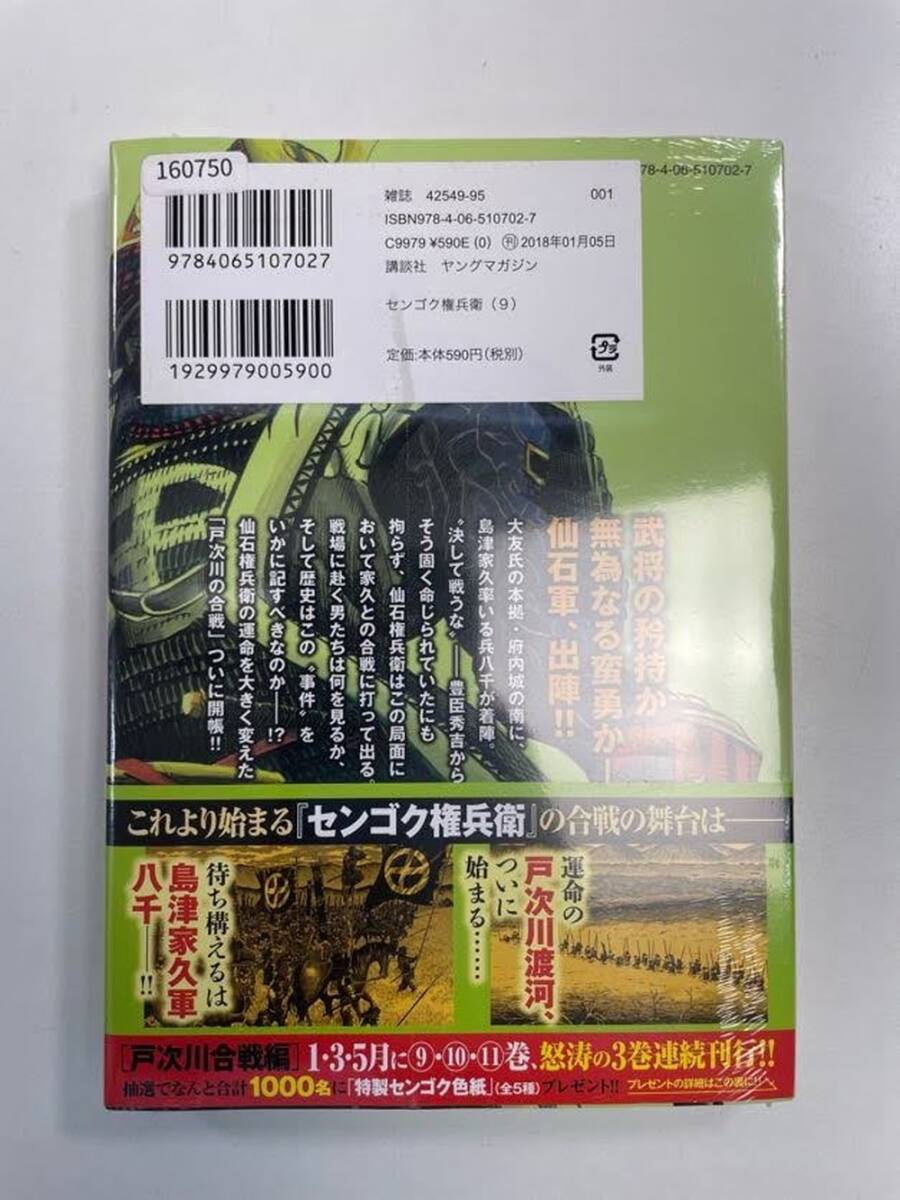 160750
78-4-06-510702-7
雑誌 42549-95 001
ISBN978-4-06-510702-7
C9979 ¥590E (0) 刊 2018年01月05日
講談社 ヤングマガジン
9784065107027
センゴク権兵衛（9）
定価:本体590円(税別)
プラ
外装
1929979005900
武将の矜持か
無為なる蛮勇か
仙石軍、出陣!!
大友氏の本拠・府内城の南に、
島津家久率いる兵八千が着陣。
〝決して戦うな〟――豊臣秀吉から
そう固く命じられていたにも
拘らず、仙石権兵衛はこの局面に
おいて家久との合戦に打って出る。
戦場に赴く男たちは何を見るか、
そして歴史はこの〝事件〟を
いかに記すべきなのか――!?
仙石権兵衛の運命を大きく変えた
「戸次川の合戦」ついに開帳!!
これより始まる『センゴク権兵衛』の合戦の舞台は――
運命の
戸次川渡河、
ついに
始まる……
待ち構えるは
島津家久軍
八千――!!
［戸次川合戦編］1・3・5月に⑨・⑩・⑪巻、怒涛の3巻連続刊行!!
抽選でなんと合計1000名に「特製センゴク色紙」(全5種)プレゼント!! プレゼントの詳細はこの裏に!!